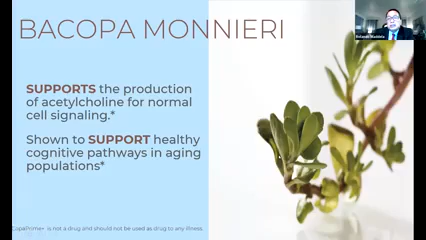 BACOPA MONNIERI
SUPPORTS the production
of acetylcholine for normal
cell signaling.*
Shown to SUPPORT healthy
cognitive pathways in aging
populations*
is not a drug and should not be used as drug to any illness.